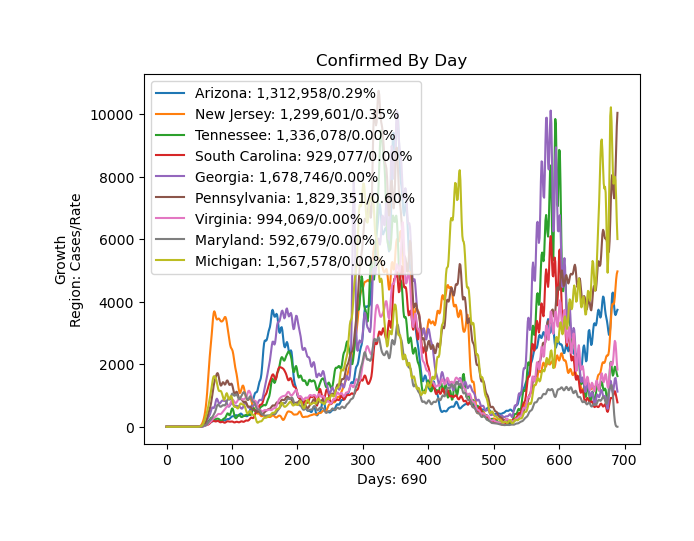 Confirmed By Day
Arizona: 1,312,958/0.29%
New Jersey: 1,299,601/0.35%
Tennessee: 1,336,078/0.00%
South Carolina: 929,077/0.00%
Georgia: 1,678,746/0.00%
Pennsylvania: 1,829,351/0.60%
Virginia: 994,069/0.00%
Maryland: 592,679/0.00%
Michigan: 1,567,578/0.00%
Growth
Region: Cases/Rate
10000
8000
6000
4000
2000
0
0 100 200 300 400 500 600 700
Days: 690